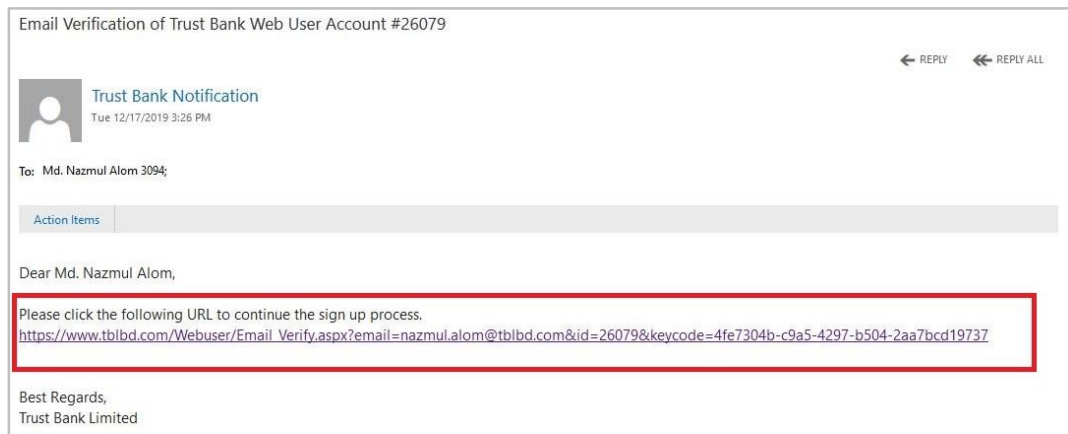 Email Verification of Trust Bank Web User Account #26079
REPLY REPLY ALL
Trust Bank Notification
Tue 12/17/2019 3:26 PM
To: Md. Nazmul Alom 3094;
Action Items
Dear Md. Nazmul Alom,
Please click the following URL to continue the sign up process.
https://www.tblbd.com/Webuser/Email_Verify.aspx?email=nazmul.alom@tblbd.com&id=26079&keycode=4fe7304b-c9a5-4297-b504-2aa7bcd19737
Best Regards,
Trust Bank Limited